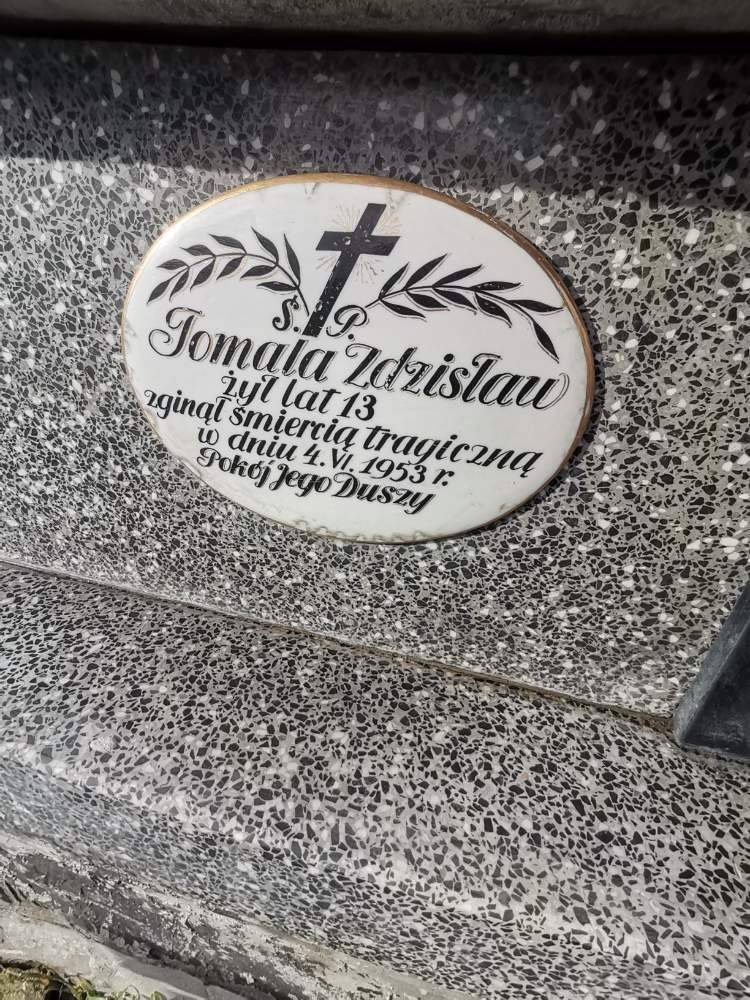 Ś. P.
Tomala Zdzisław
żył lat 13
zginął śmiercią tragiczną
w dniu 4. VI. 1953 r.
Pokój Jego Duszy